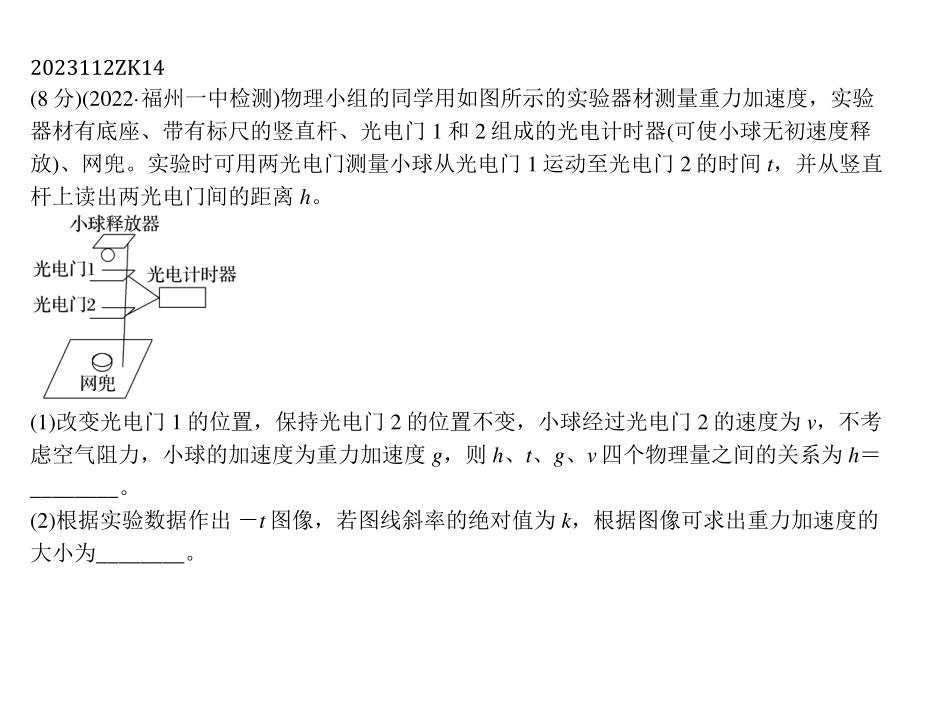 2023112ZK14
(8分)(2022·福州一中检测)物理小组的同学用如图所示的实验器材测量重力加速度，实验
器材有底座、带有标尺的竖直杆、光电门1和2组成的光电计时器(可使小球无初速度释
放)、网兜。实验时可用两光电门测量小球从光电门1运动至光电门2的时间t，并从竖直
杆上读出两光电门间的距离h。
小球释放器
光电门1
光电计时器
光电门2
网兜
(1)改变光电门1的位置，保持光电门2的位置不变，小球经过光电门2的速度为v，不考
虑空气阻力，小球的加速度为重力加速度g，则h、t、g、v四个物理量之间的关系为h＝
________。
(2)根据实验数据作出 －t图像，若图线斜率的绝对值为k，根据图像可求出重力加速度的
大小为________。